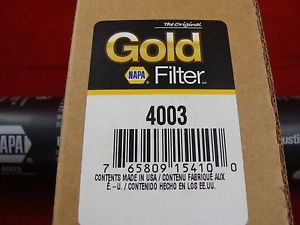 The Original
Gold
NAPA Filter
4003
7 65809 15410 0
CONTENTS MADE IN USA / CONTENU FABRIQUÉ AUX
É. - U. / CONTENIDO HECHO EN LOS EE.UU.
NAPA
4003